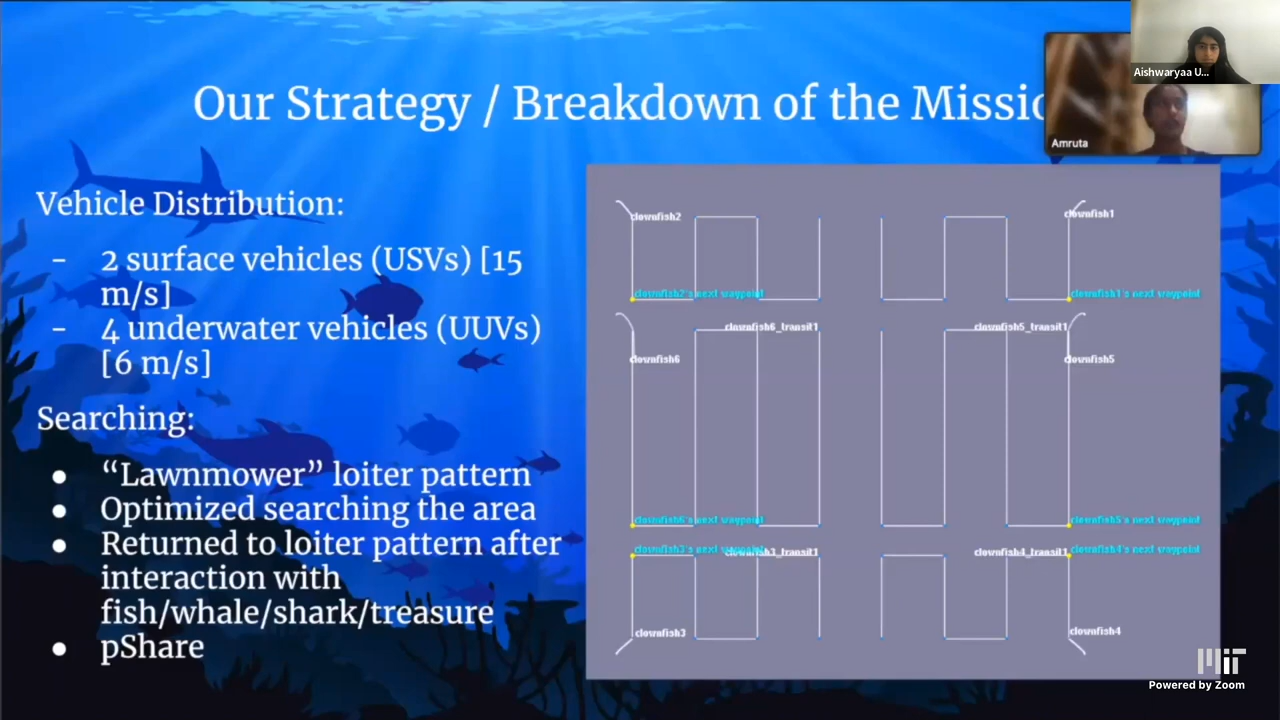 Our Strategy / Breakdown of the Missio
Aishwaryaa U...
Amruta
Vehicle Distribution:
- 2 surface vehicles (USVs) [15
m/s]
- 4 underwater vehicles (UUVs)
[6 m/s]
Searching:
● “Lawnmower” loiter pattern
● Optimized searching the area
● Returned to loiter pattern after
interaction with
fish/whale/shark/treasure
● pShare
clownfish2
clownfish1
clownfish2's next waypoint
clownfish1's next waypoint
clownfish6_transit1
clownfish5_transit1
clownfish6
clownfish5
clownfish6's next waypoint
clownfish5's next waypoint
clownfish3's next waypoint
clownfish3_transit1
clownfish4_transit1
clownfish4's next waypoint
clownfish3
clownfish4
MIT
Powered by Zoom